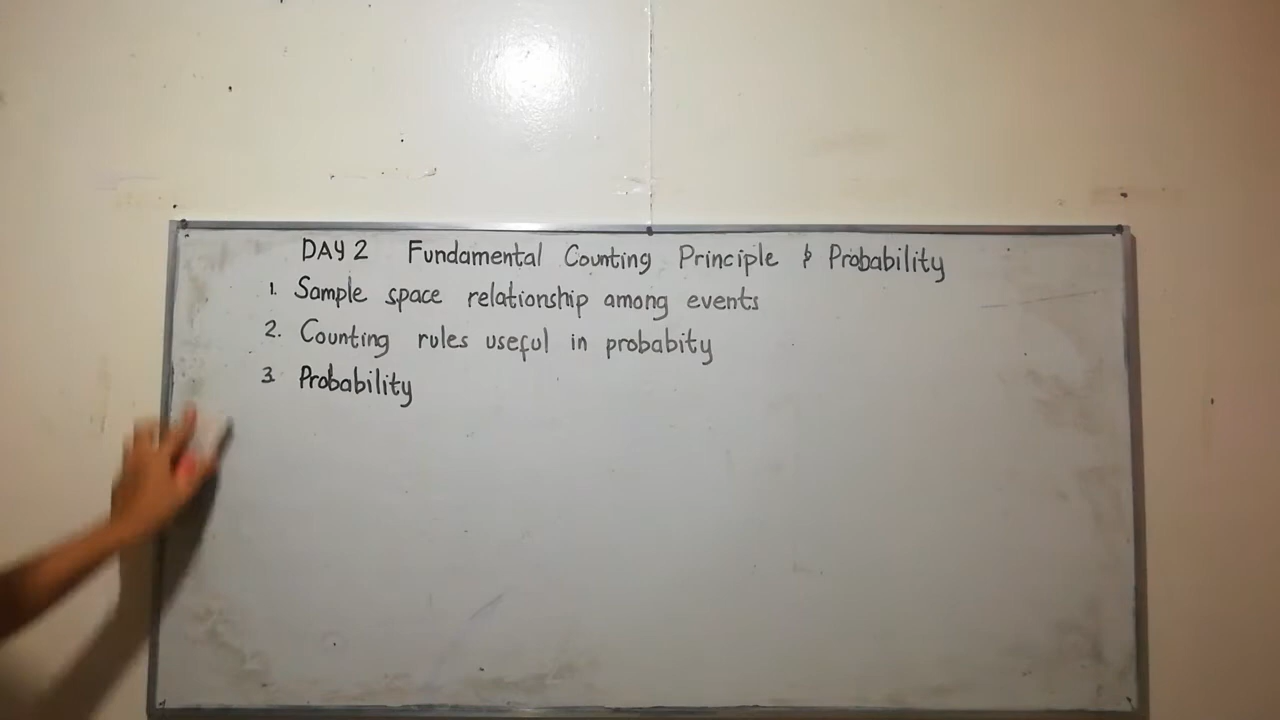 DAY 2 Fundamental Counting Principle & Probability
1. Sample space relationship among events
2. Counting rules useful in probabity
3. Probability